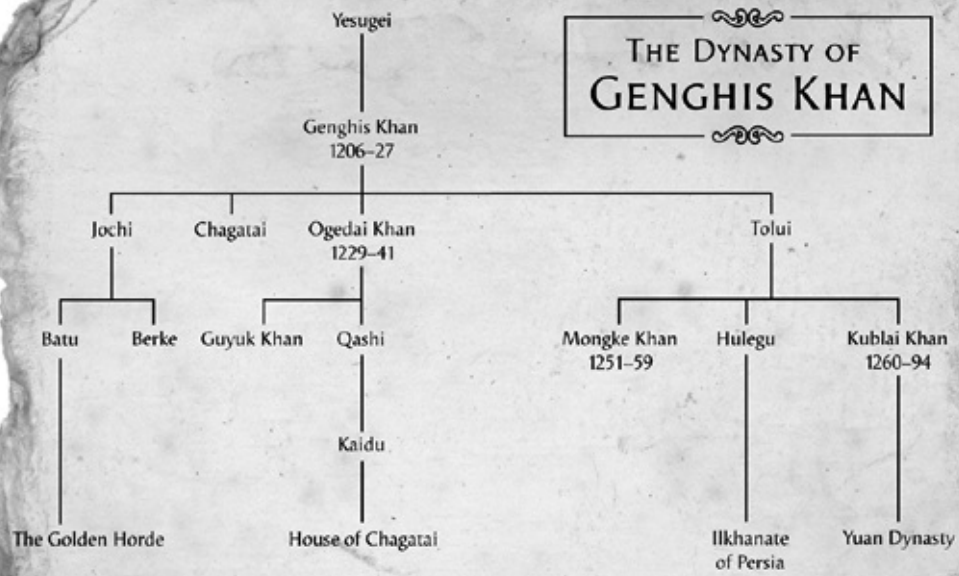 Yesugei
THE DYNASTY OF
GENGHIS KHAN
Genghis Khan
1206–27
Jochi
Chagatai
Ogedai Khan
1229–41
Tolui
Batu
Berke
Guyuk Khan
Qashi
Mongke Khan
1251–59
Hulegu
Kublai Khan
1260–94
Kaidu
The Golden Horde
House of Chagatai
Ilkhanate
of Persia
Yuan Dynasty